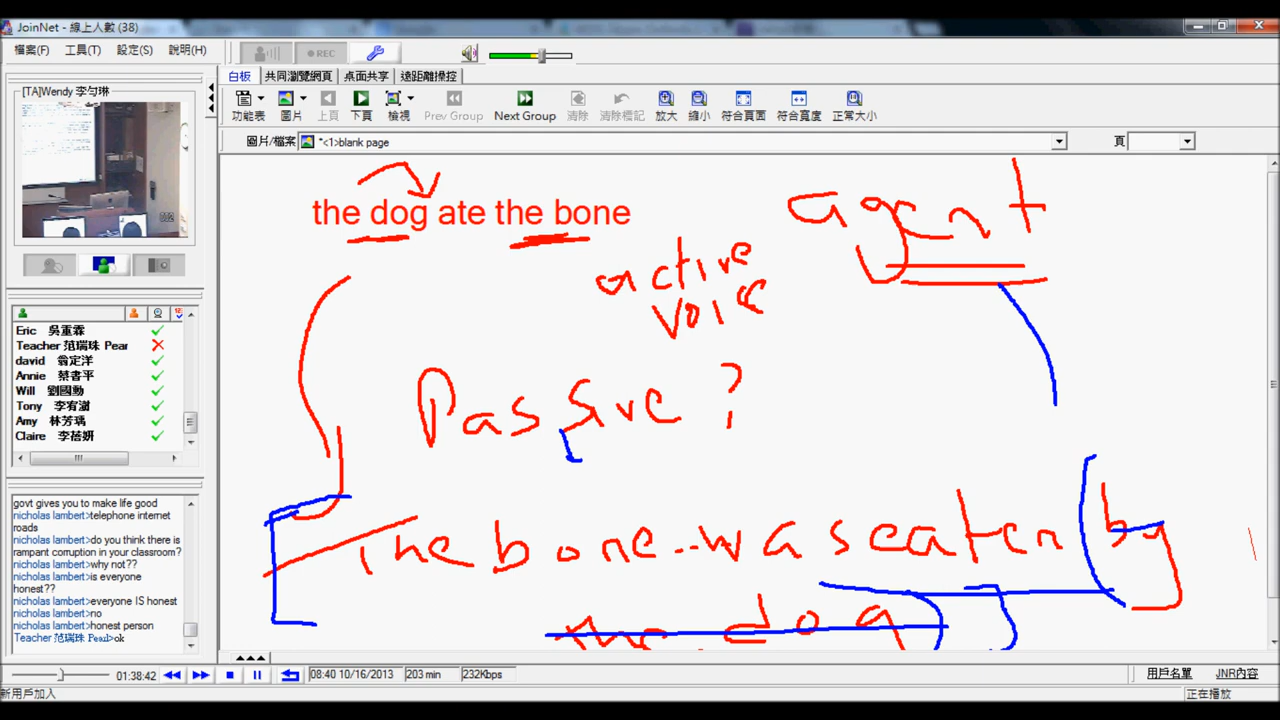 JoinNet - 線上人數 (38)
檔案(F) 工具(T) 設定(S) 說明(H)
REC
[TA]Wendy 李勻琳
白板 共同瀏覽網頁 桌面共享 遠距離操控
功能表 圖片 上頁 下頁 檢視 Prev Group Next Group 清除 清除標記 放大 縮小 符合頁面 符合寬度 正常大小
圖片/檔案 *<1>blank page 頁
the dog ate the bone
agent
active
voice
Passive ?
The bone was eaten (by
the dog)
Eric 吳重霖
Teacher 范瑞珠 Pear
david 翁定洋
Annie 蔡書平
Will 劉國勳
Tony 李宥澍
Amy 林芳瑀
Claire 李蓓妍
govt gives you to make life good
nicholas lambert>telephone internet
roads
nicholas lambert>do you think there is
rampant corruption in your classroom?
nicholas lambert>why not??
nicholas lambert>is everyone
honest??
nicholas lambert>everyone IS honest
nicholas lambert>no
nicholas lambert>honest person
Teacher 范瑞珠 Pearl>ok
01:38:42
08:40 10/16/2013 203 min 232Kbps
用戶名單 JNR內容
新用戶加入
正在播放